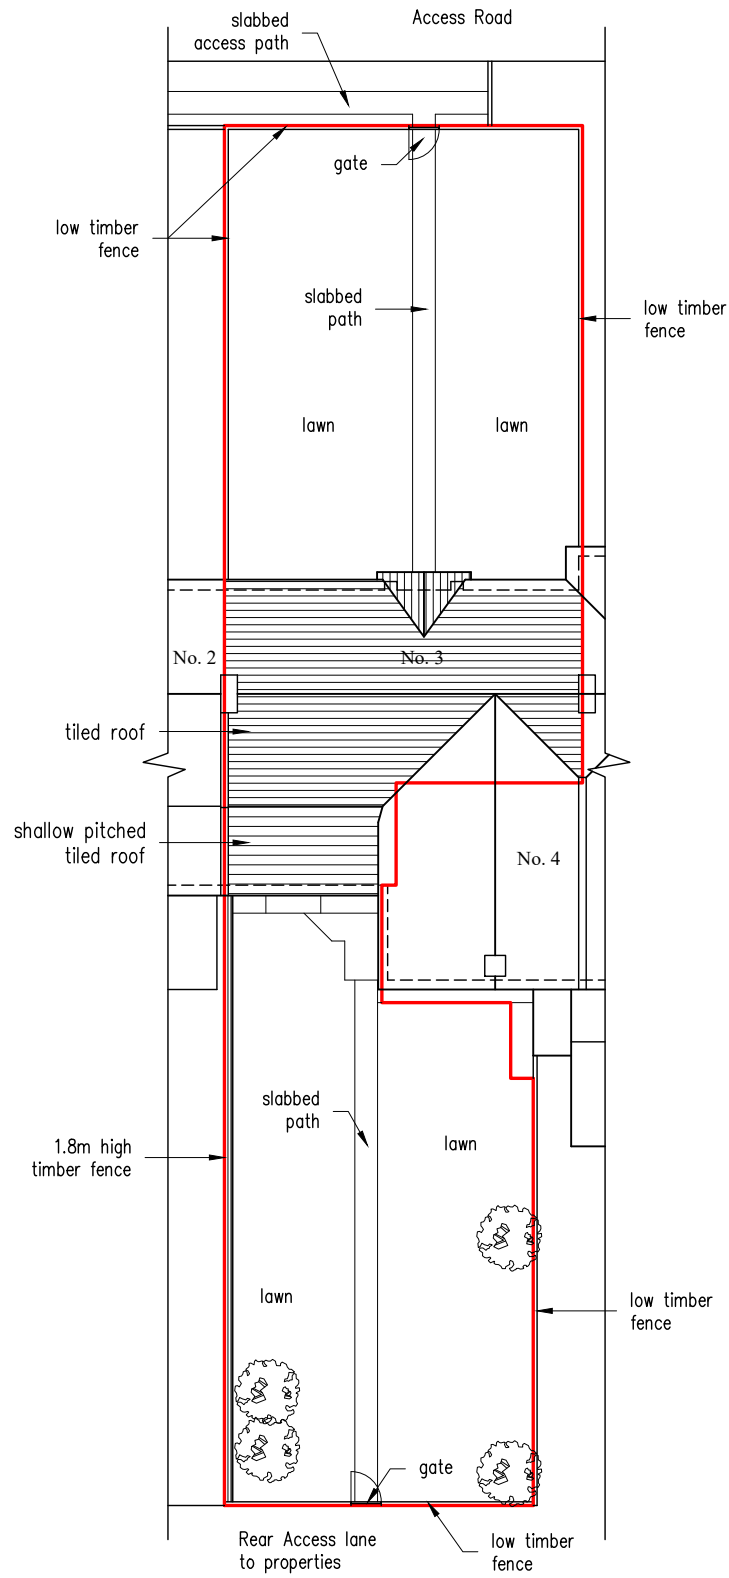 Access Road
slabbed
access path
gate
low timber
fence
slabbed
path
low timber
fence
lawn
lawn
No. 2
No. 3
tiled roof
shallow pitched
tiled roof
No. 4
slabbed
path
lawn
1.8m high
timber fence
lawn
low timber
fence
gate
Rear Access lane
to properties
low timber
fence